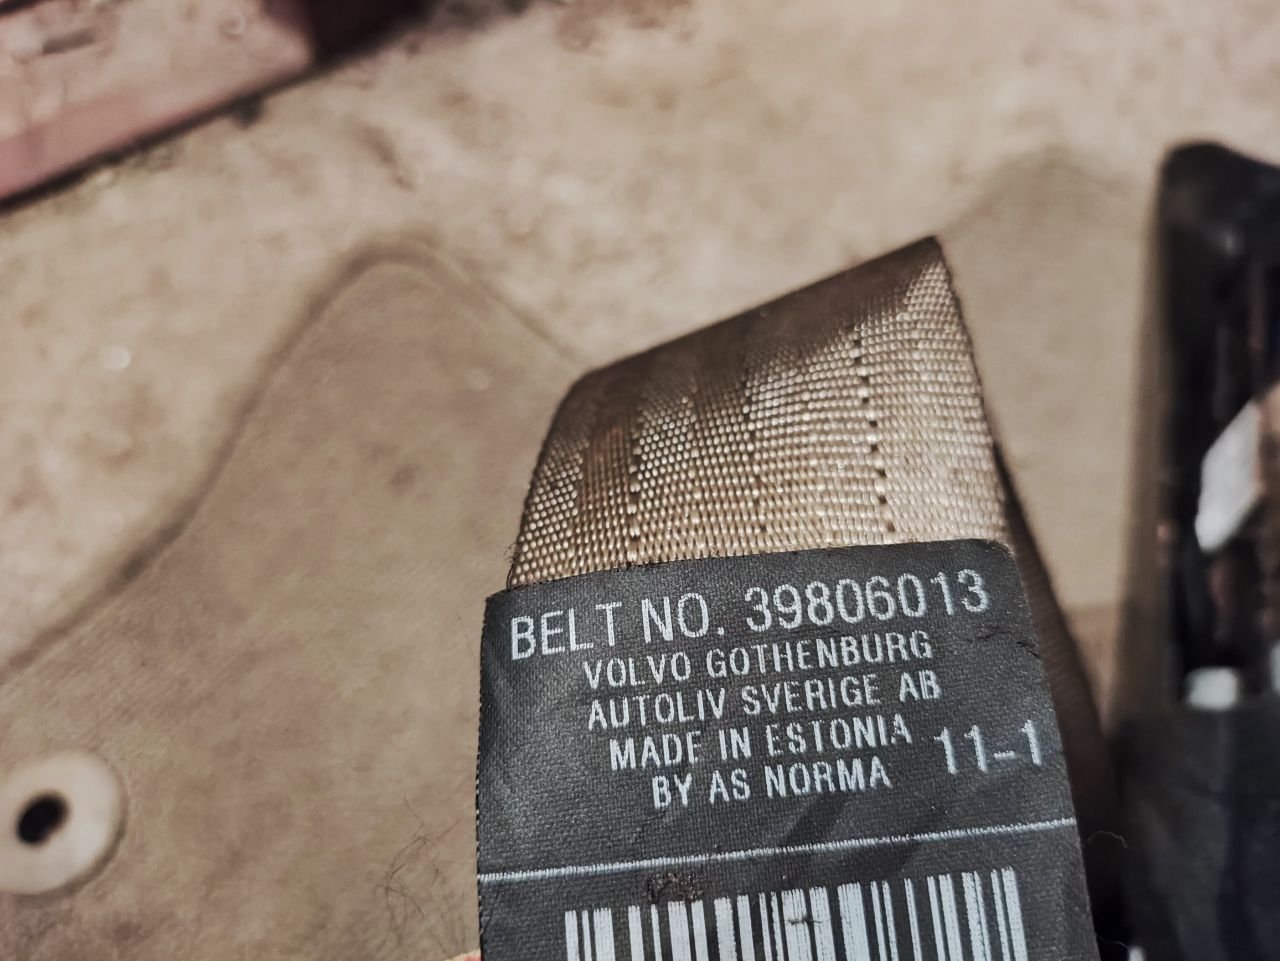 BELT NO. 39806013
VOLVO GOTHENBURG
AUTOLIV SVERIGE AB
MADE IN ESTONIA 11-1
BY AS NORMA